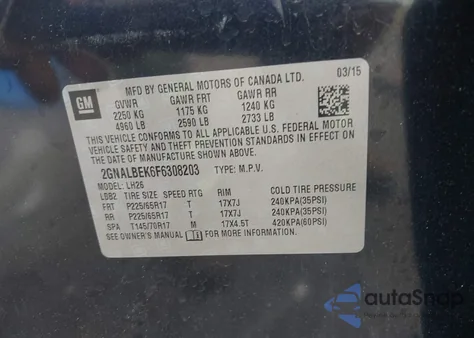 GM
MFD BY GENERAL MOTORS OF CANADA LTD. 03/15
GVWR GAWR FRT GAWR RR
2250 KG 1175 KG 1240 KG
4960 LB 2590 LB 2733 LB
THIS VEHICLE CONFORMS TO ALL APPLICABLE U.S. FEDERAL MOTOR
VEHICLE SAFETY AND THEFT PREVENTION STANDARDS IN EFFECT ON
THE DATE OF MANUFACTURE SHOWN ABOVE.
2GNALBEK6F6308203 TYPE: M.P.V.
MODEL: LH26
LDB2 TIRE SIZE SPEED RTG RIM COLD TIRE PRESSURE
FRT P225/65R17 T 17X7J 240KPA(35PSI)
RR P225/65R17 T 17X7J 240KPA(35PSI)
SPA T145/70R17 M 17X4.5T 420KPA(60PSI)
SEE OWNER'S MANUAL FOR MORE INFORMATION.
autaSnap